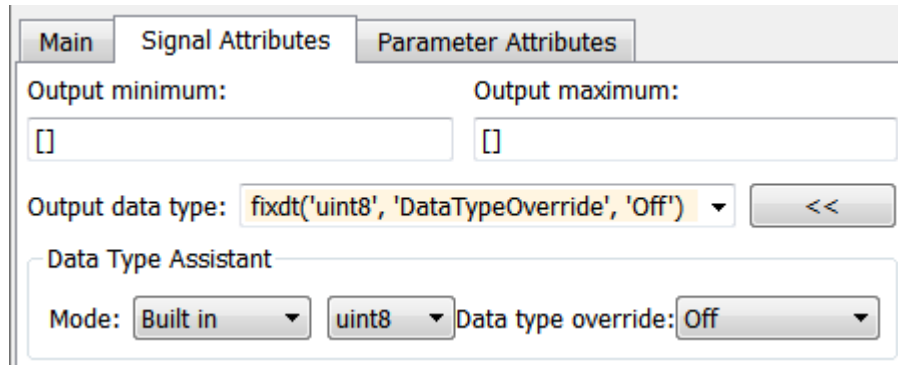 Main Signal Attributes Parameter Attributes
Output minimum: Output maximum:
[] []
Output data type: fixdt('uint8', 'DataTypeOverride', 'Off') <<
Data Type Assistant
Mode: Built in uint8 Data type override: Off